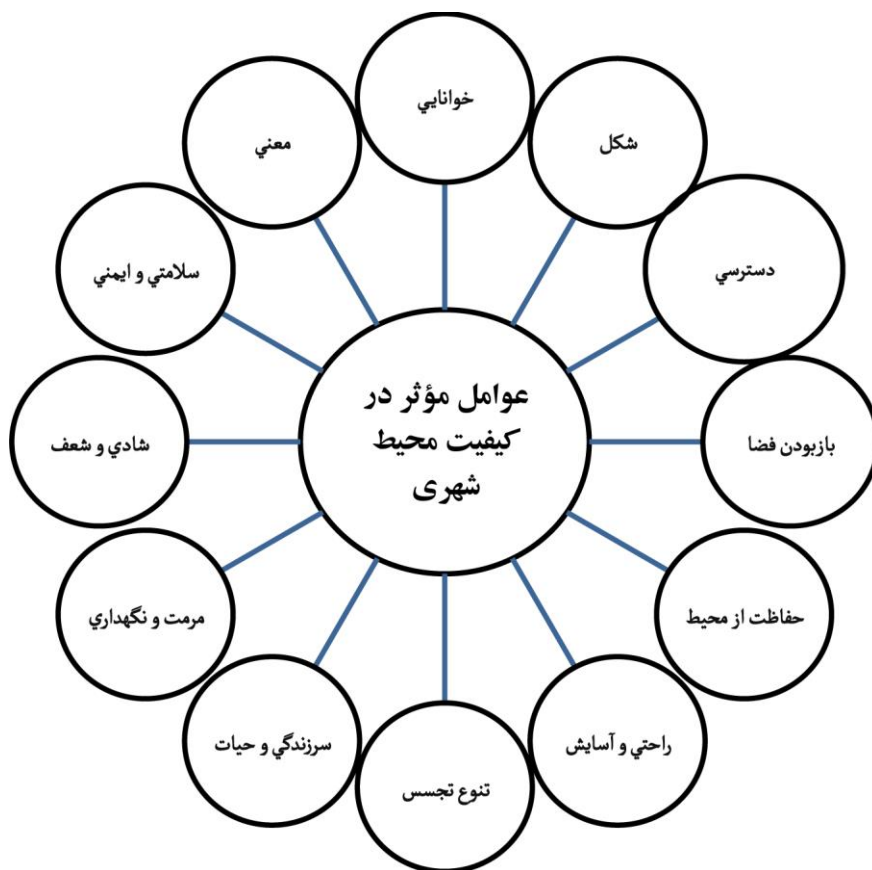 عوامل مؤثر در
کیفیت محیط
شهری
خوانايي
شکل
دسترسي
بازبودن فضا
حفاظت از محيط
راحتي و آسايش
تنوع تجسس
سرزندگي و حيات
مرمت و نگهداري
شادي و شعف
سلامتي و ايمني
معني